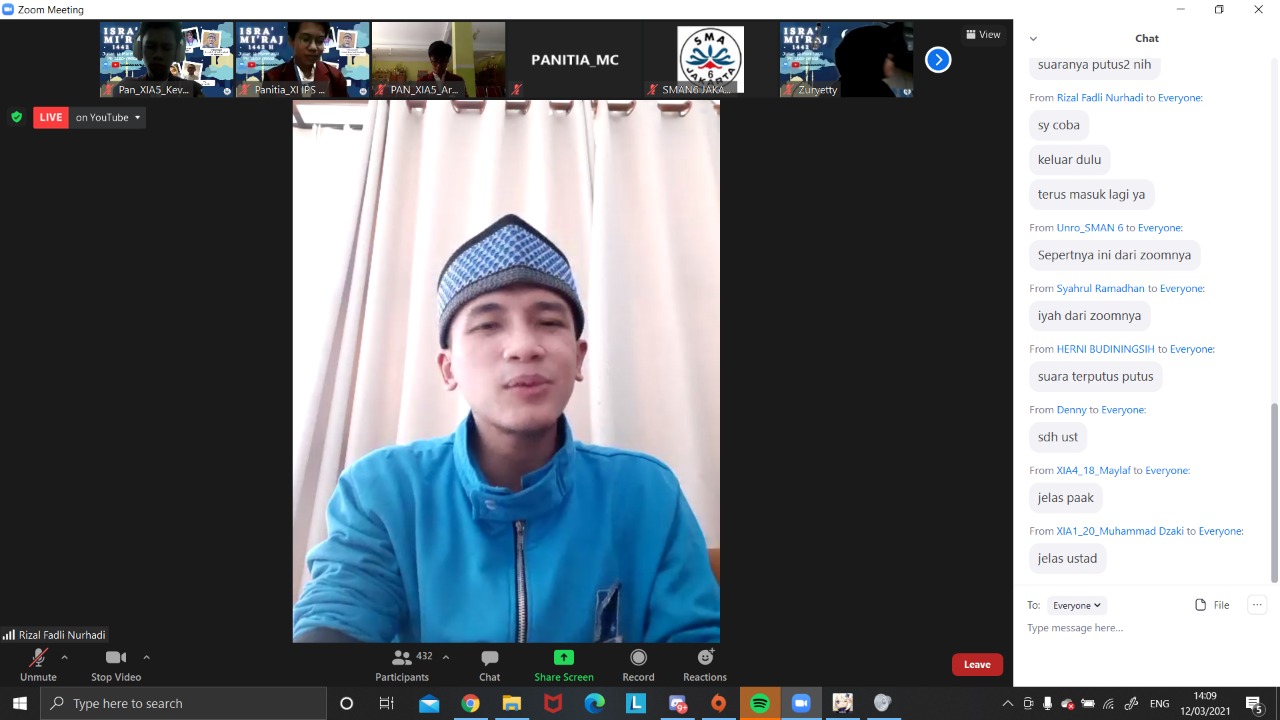 Zoom Meeting
ISRA'
MI'RAJ
1442
Pan_XIA5_Kev...
ISRA'
MI'RAJ
1442 H
Panitia_XI IPS ...
PAN_XIA5_Ar...
PANITIA_MC
SMA
JAKARTA
6
SMAN6 JAKA...
ISRA'
MI'RAJ
1442
Zuryetty
View
LIVE on YouTube
Rizal Fadli Nurhadi
Chat
suaranya putus2 nih
From Rizal Fadli Nurhadi to Everyone:
sy coba
keluar dulu
terus masuk lagi ya
From Unro_SMAN 6 to Everyone:
Sepertnya ini dari zoomnya
From Syahrul Ramadhan to Everyone:
iyah dari zoomnya
From HERNI BUDININGSIH to Everyone:
suara terputus putus
From Denny to Everyone:
sdh ust
From XIA4_18_Maylaf to Everyone:
jelas paak
From XIA1_20_Muhammad Dzaki to Everyone:
jelas ustad
To: Everyone File
Type message here...
Unmute
Stop Video
432
Participants
Chat
Share Screen
Record
Reactions
Leave
Type here to search
L
9+
ENG
14:09
12/03/2021
5